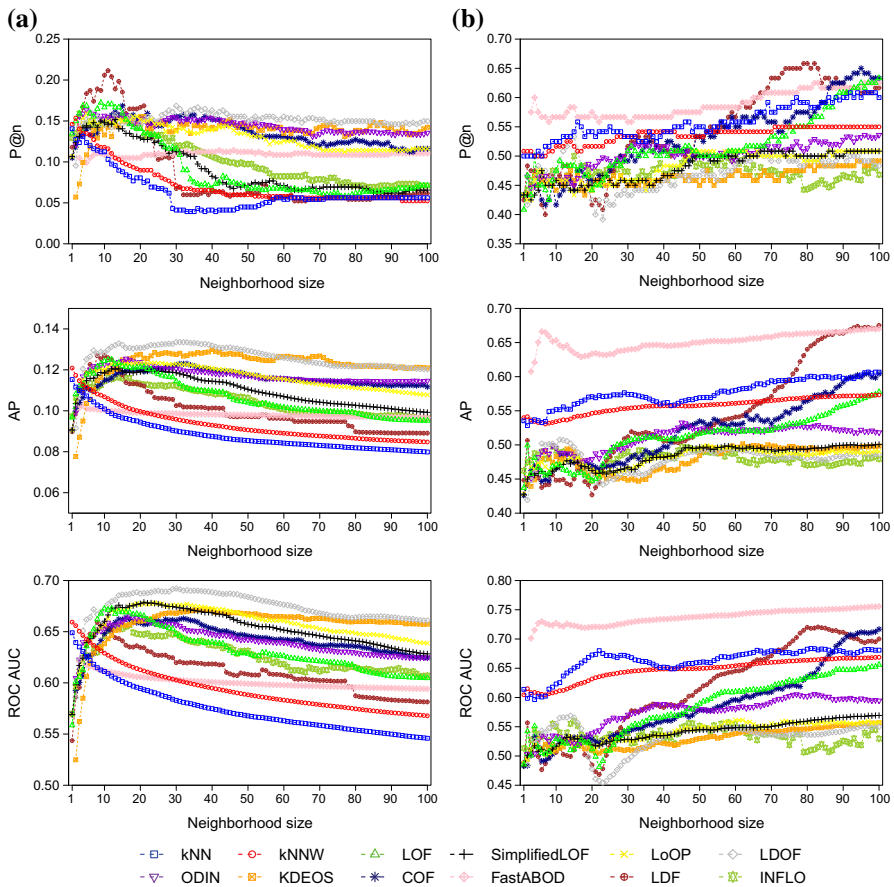 (a)
P@n
0.25
0.20
0.15
0.10
0.05
0.00
1 10 20 30 40 50 60 70 80 90 100
Neighborhood size
(b)
P@n
0.70
0.65
0.60
0.55
0.50
0.45
0.40
0.35
1 10 20 30 40 50 60 70 80 90 100
Neighborhood size
AP
0.14
0.12
0.10
0.08
0.06
1 10 20 30 40 50 60 70 80 90 100
Neighborhood size
AP
0.70
0.65
0.60
0.55
0.50
0.45
0.40
1 10 20 30 40 50 60 70 80 90 100
Neighborhood size
ROC AUC
0.70
0.65
0.60
0.55
0.50
1 10 20 30 40 50 60 70 80 90 100
Neighborhood size
ROC AUC
0.80
0.75
0.70
0.65
0.60
0.55
0.50
0.45
1 10 20 30 40 50 60 70 80 90 100
Neighborhood size
kNN kNNW LOF SimplifiedLOF LoOP LDOF
ODIN KDEOS COF FastABOD LDF INFLO